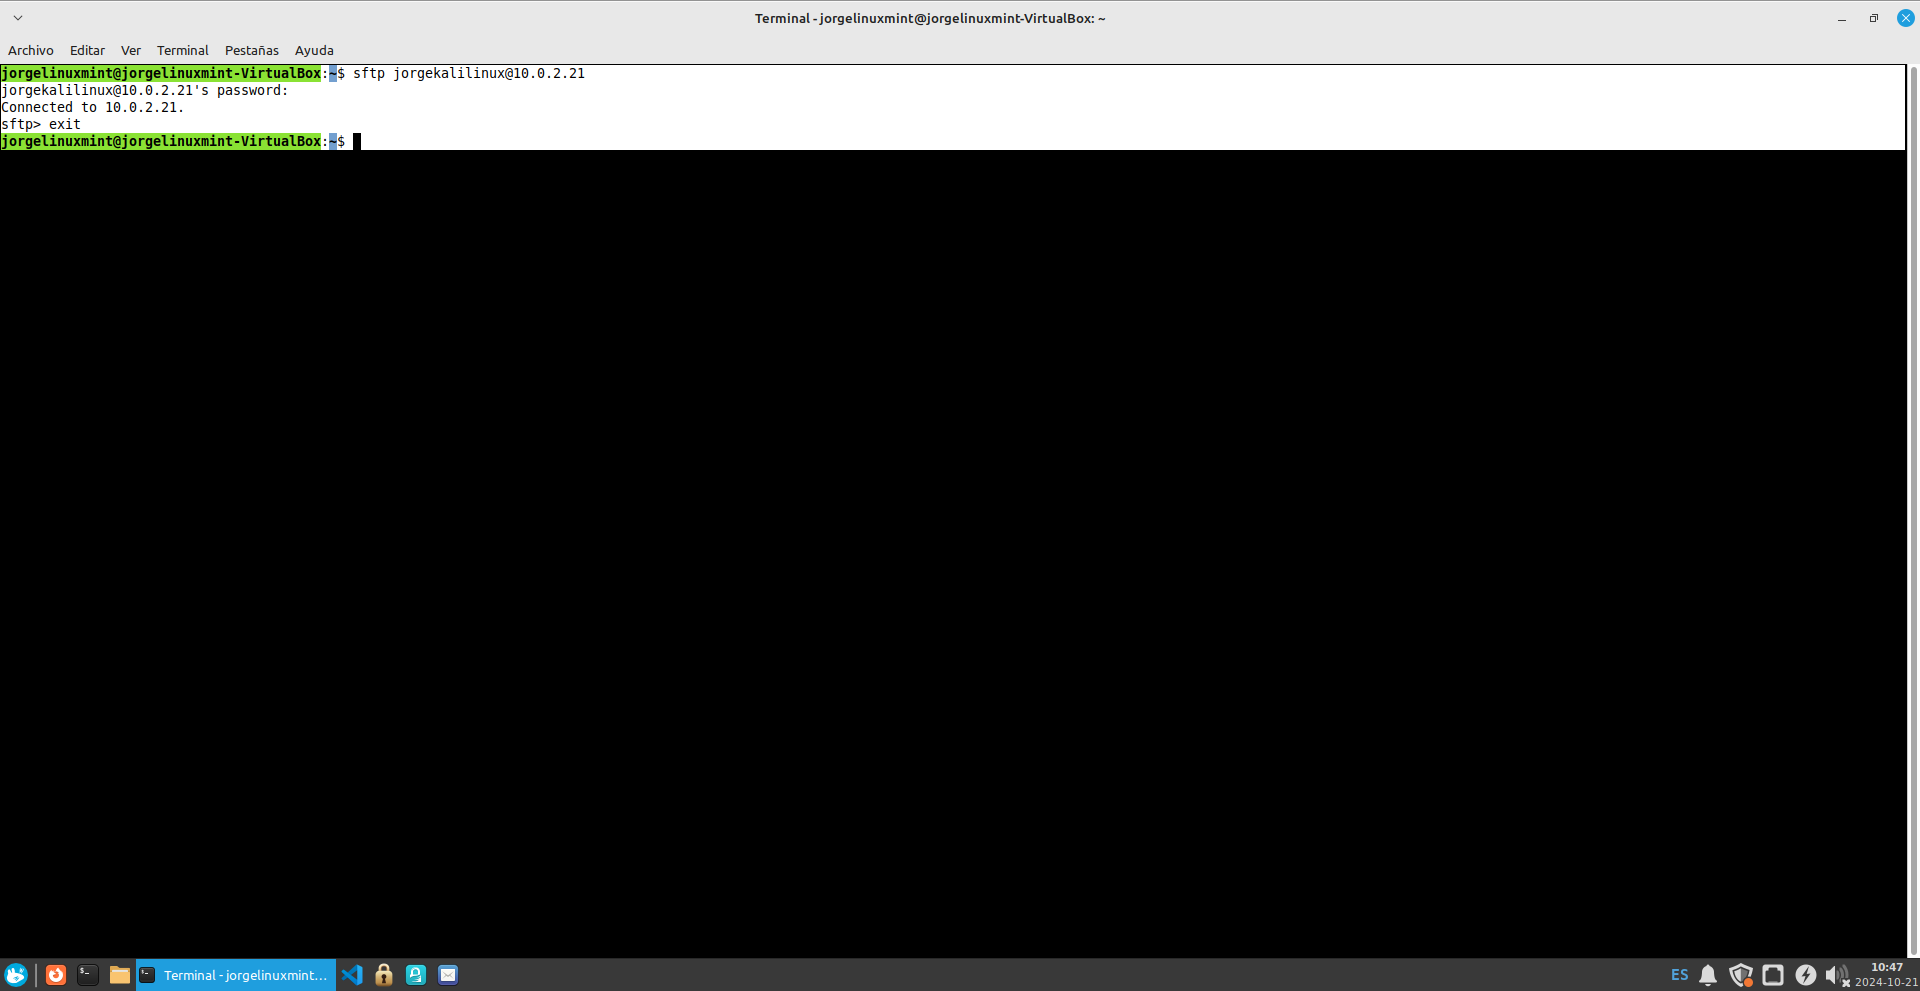 Terminal - jorgelinuxmint@jorgelinuxmint-VirtualBox: ~
Archivo Editar Ver Terminal Pestañas Ayuda
jorgelinuxmint@jorgelinuxmint-VirtualBox:~$ sftp jorgekalilinux@10.0.2.21
jorgekalilinux@10.0.2.21's password:
Connected to 10.0.2.21.
sftp> exit
jorgelinuxmint@jorgelinuxmint-VirtualBox:~$
Terminal - jorgelinuxmint...
ES
10:47
2024-10-21